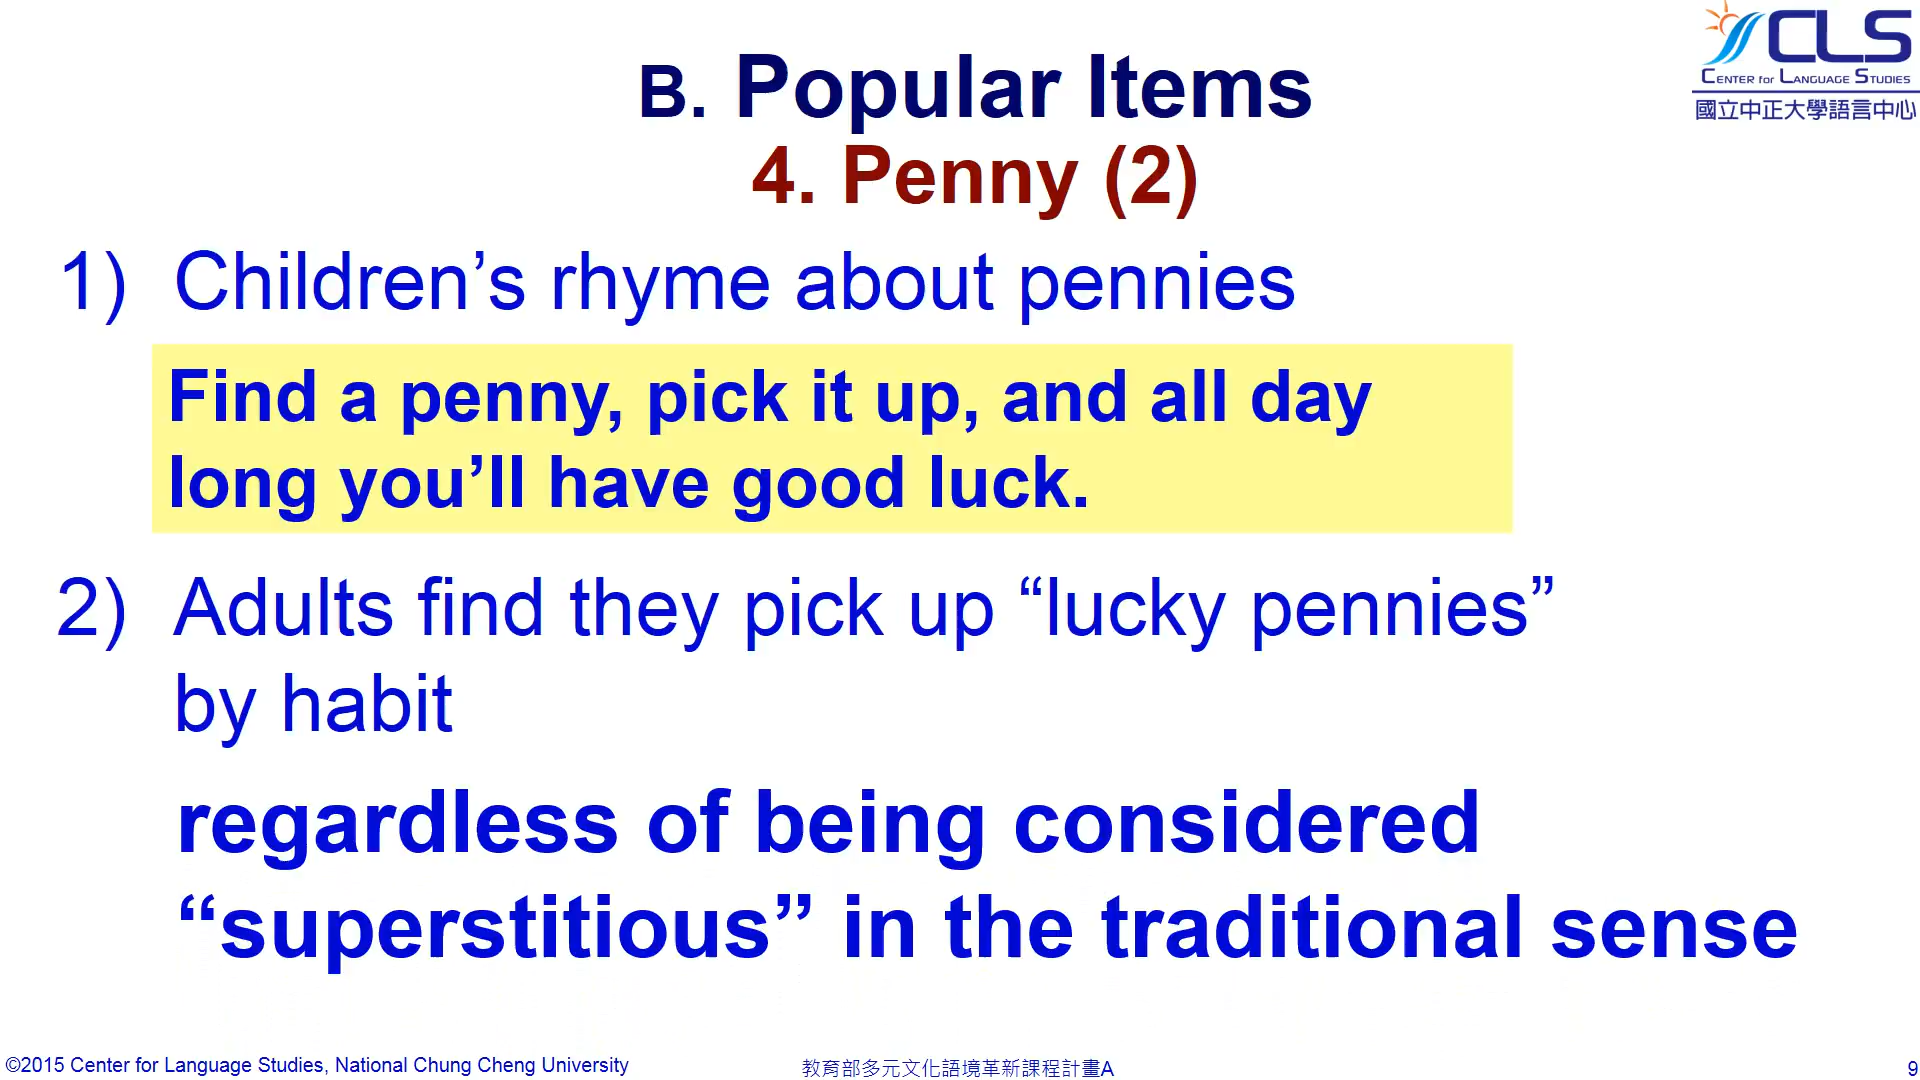 CLS
CENTER for LANGUAGE STUDIES
國立中正大學語言中心
B. Popular Items
4. Penny (2)
1) Children’s rhyme about pennies
Find a penny, pick it up, and all day
long you’ll have good luck.
2) Adults find they pick up “lucky pennies”
by habit
regardless of being considered
“superstitious” in the traditional sense
©2015 Center for Language Studies, National Chung Cheng University
教育部多元文化語境革新課程計畫A
9